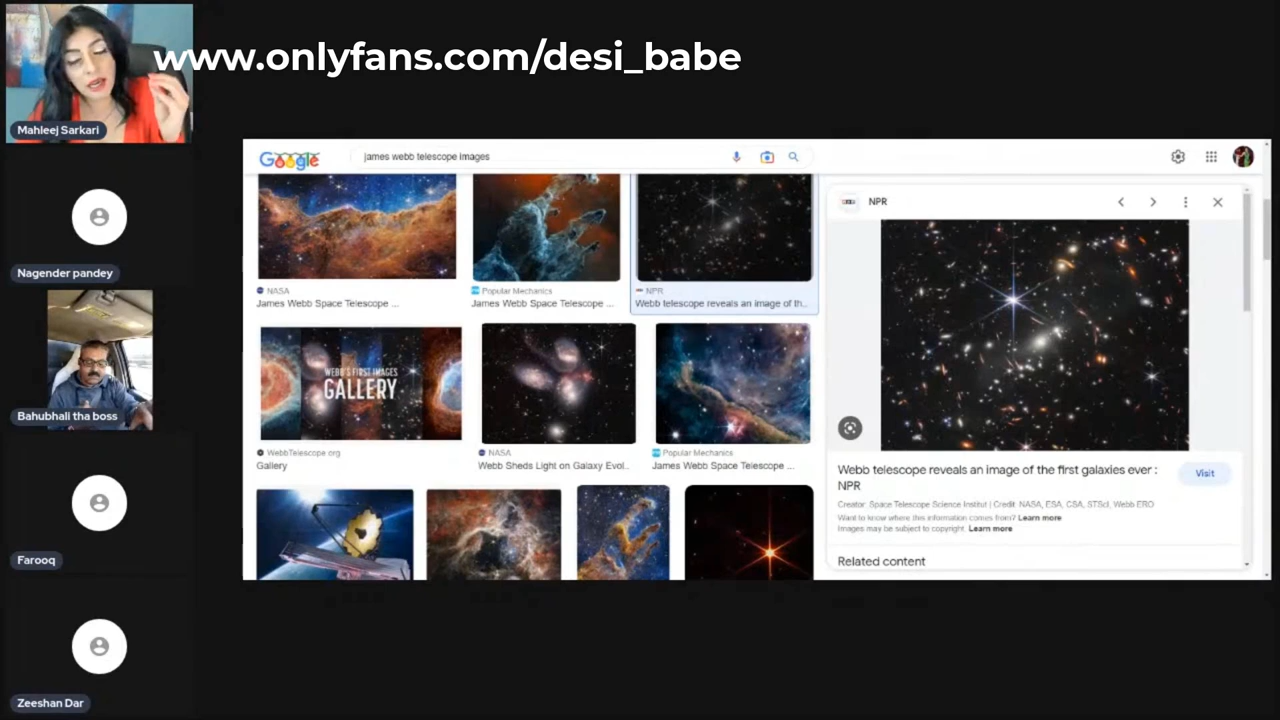 www.onlyfans.com/desi_babe
Mahleej Sarkari
Nagender pandey
Bahubhali tha boss
Farooq
Zeeshan Dar
Google
james webb telescope images
NASA
James Webb Space Telescope ...
Popular Mechanics
James Webb Space Telescope ...
NPR
Webb telescope reveals an image of th...
WEBB'S FIRST IMAGES
GALLERY
WebbTelescope.org
Gallery
NASA
Webb Sheds Light on Galaxy Evol...
Popular Mechanics
James Webb Space Telescope ...
NPR
Webb telescope reveals an image of the first galaxies ever :
NPR
Visit
Creator: Space Telescope Science Institut | Credit: NASA, ESA, CSA, STScI, Webb ERO
Want to know where this information comes from? Learn more
Images may be subject to copyright. Learn more
Related content